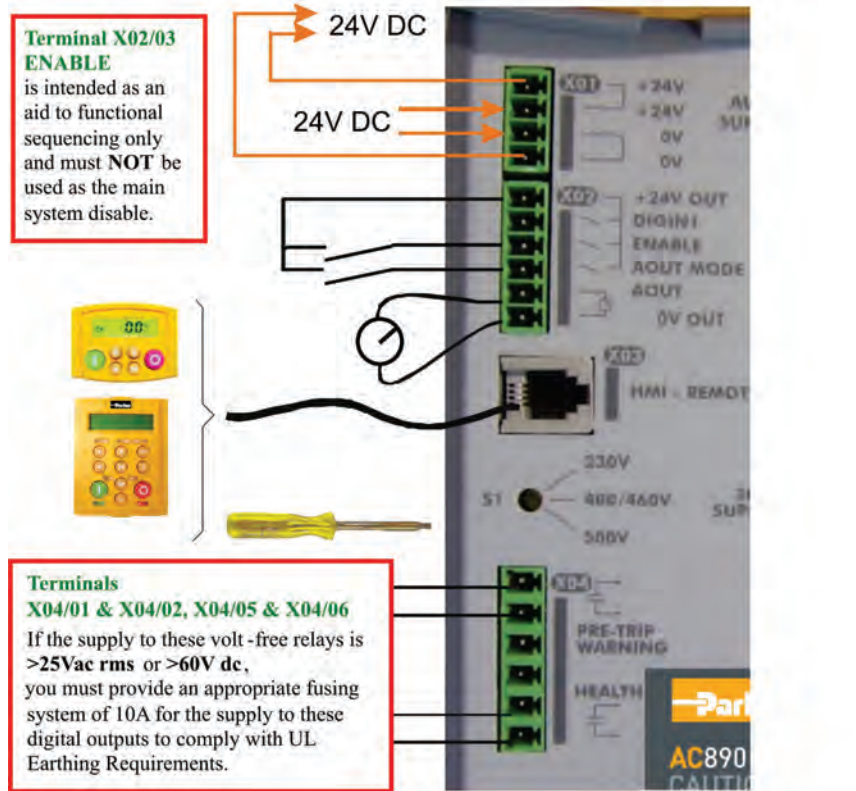 Terminal X02/03
ENABLE
is intended as an
aid to functional
sequencing only
and must NOT be
used as the main
system disable.
24V DC
24V DC
X01
+24V
+24V
0V
0V
X02
+24V OUT
DIGIN1
ENABLE
AOUT MODE
AOUT
0V OUT
X03
HMI - REMOT
230V
S1
400/460V
500V
X04
PRE-TRIP
WARNING
HEALTH
Terminals
X04/01 & X04/02, X04/05 & X04/06
If the supply to these volt -free relays is
>25Vac rms or >60V dc,
you must provide an appropriate fusing
system of 10A for the supply to these
digital outputs to comply with UL
Earthing Requirements.
AC890